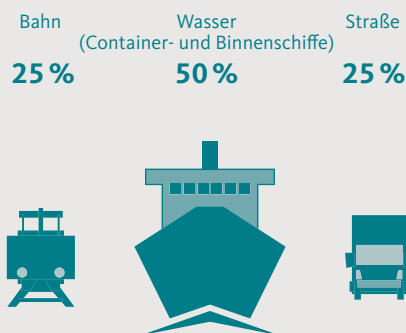 Bahn
25 %
Wasser
(Container- und Binnenschiffe)
50 %
Straße
25 %